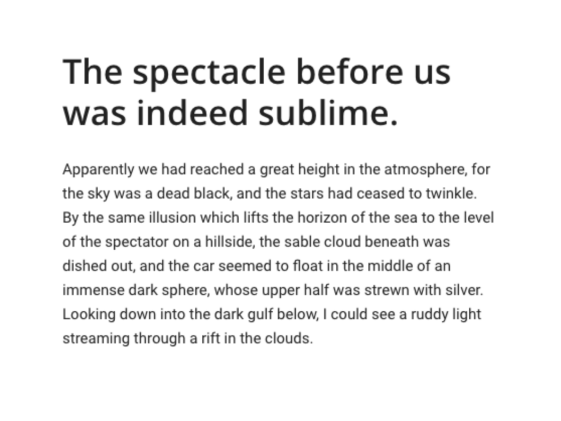 The spectacle before us
was indeed sublime.
Apparently we had reached a great height in the atmosphere, for
the sky was a dead black, and the stars had ceased to twinkle.
By the same illusion which lifts the horizon of the sea to the level
of the spectator on a hillside, the sable cloud beneath was
dished out, and the car seemed to float in the middle of an
immense dark sphere, whose upper half was strewn with silver.
Looking down into the dark gulf below, I could see a ruddy light
streaming through a rift in the clouds.